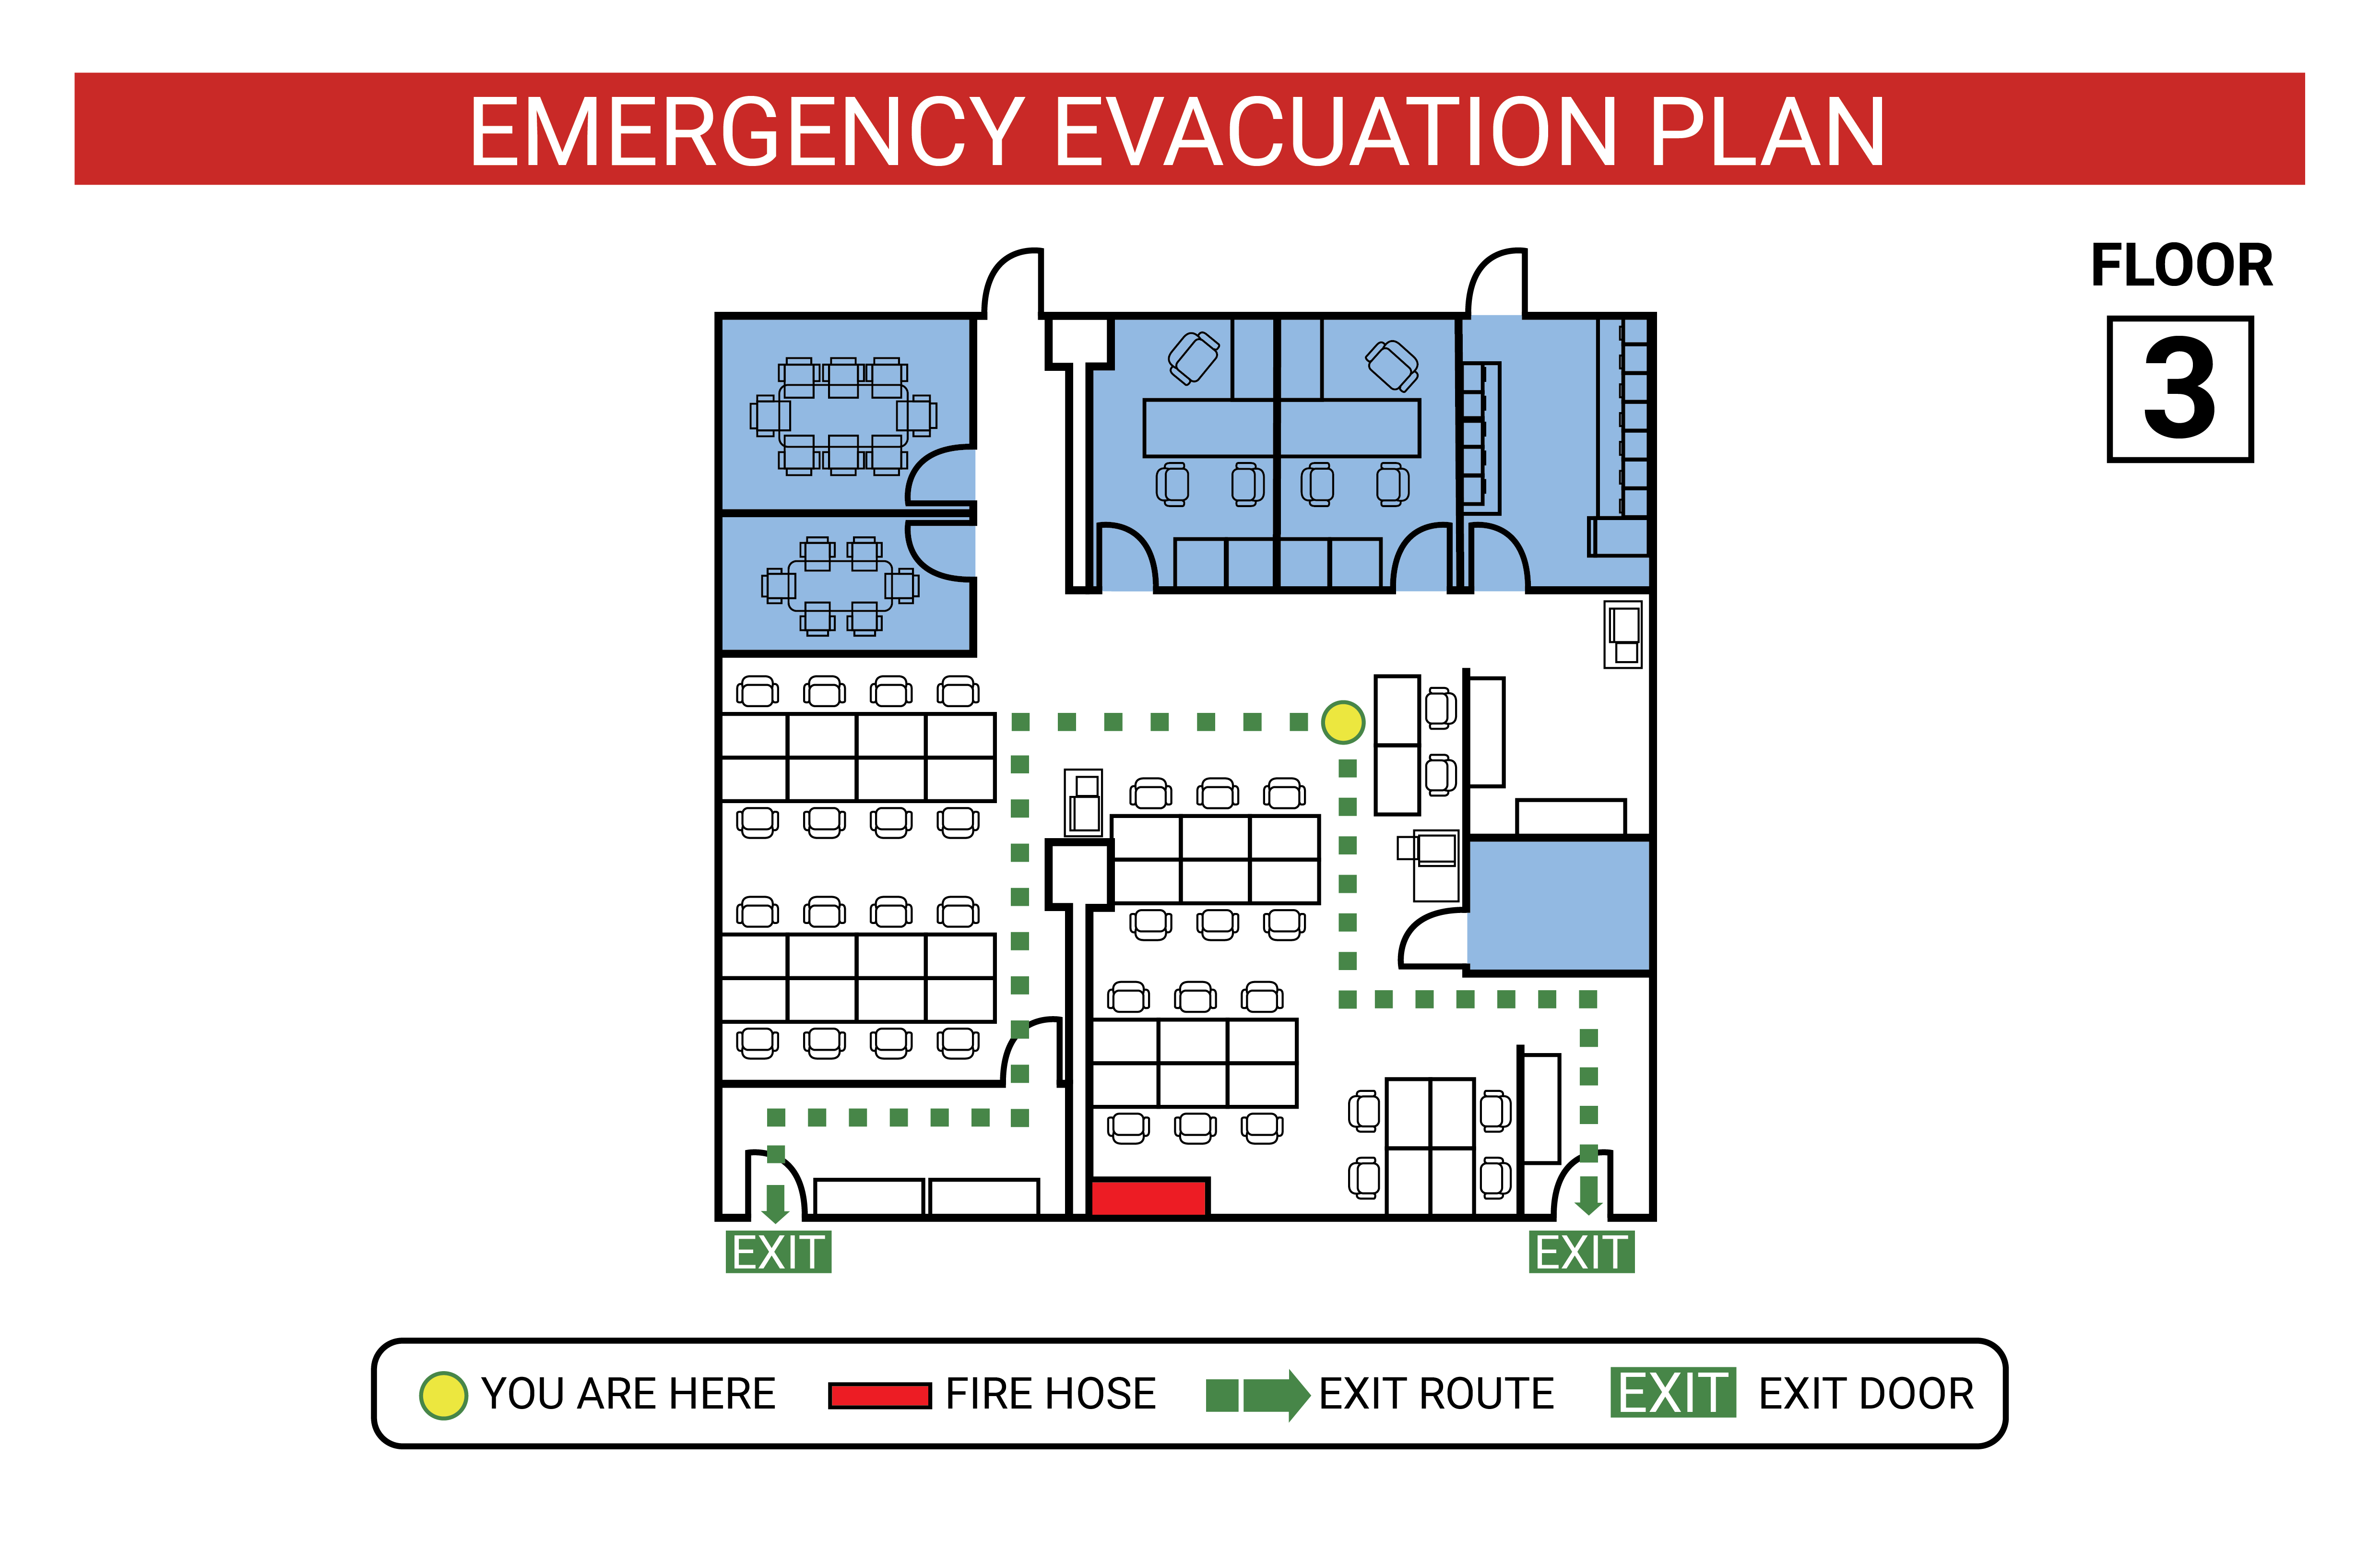 EMERGENCY EVACUATION PLAN
FLOOR
3
EXIT
EXIT
YOU ARE HERE
FIRE HOSE
EXIT ROUTE
EXIT
EXIT DOOR